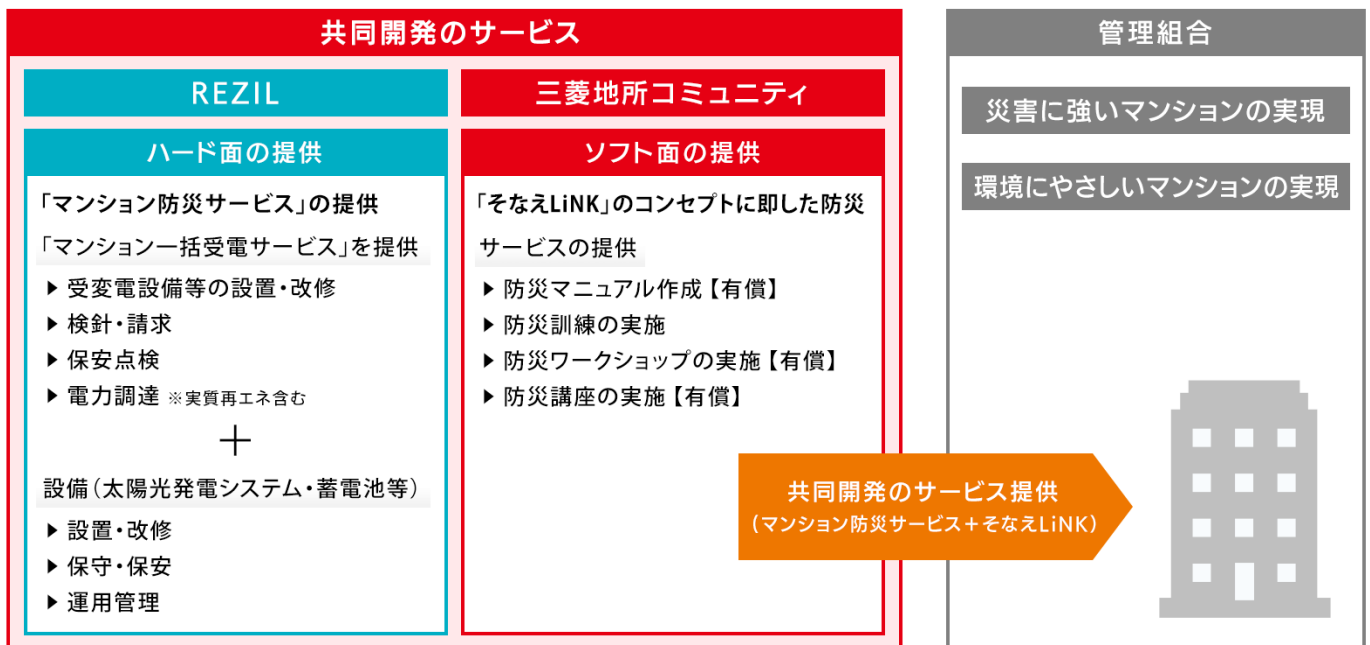 共同開発のサービス
REZIL
ハード面の提供
「マンション防災サービス」の提供
「マンション一括受電サービス」を提供
▶ 受変電設備等の設置・改修
▶ 検針・請求
▶ 保安点検
▶ 電力調達 ※実質再エネ含む
＋
設備（太陽光発電システム・蓄電池等）
▶ 設置・改修
▶ 保守・保安
▶ 運用管理
三菱地所コミュニティ
ソフト面の提供
「そなえLiNK」のコンセプトに即した防災
サービスの提供
▶ 防災マニュアル作成【有償】
▶ 防災訓練の実施
▶ 防災ワークショップの実施【有償】
▶ 防災講座の実施【有償】
共同開発のサービス提供
（マンション防災サービス＋そなえLiNK）
管理組合
災害に強いマンションの実現
環境にやさしいマンションの実現